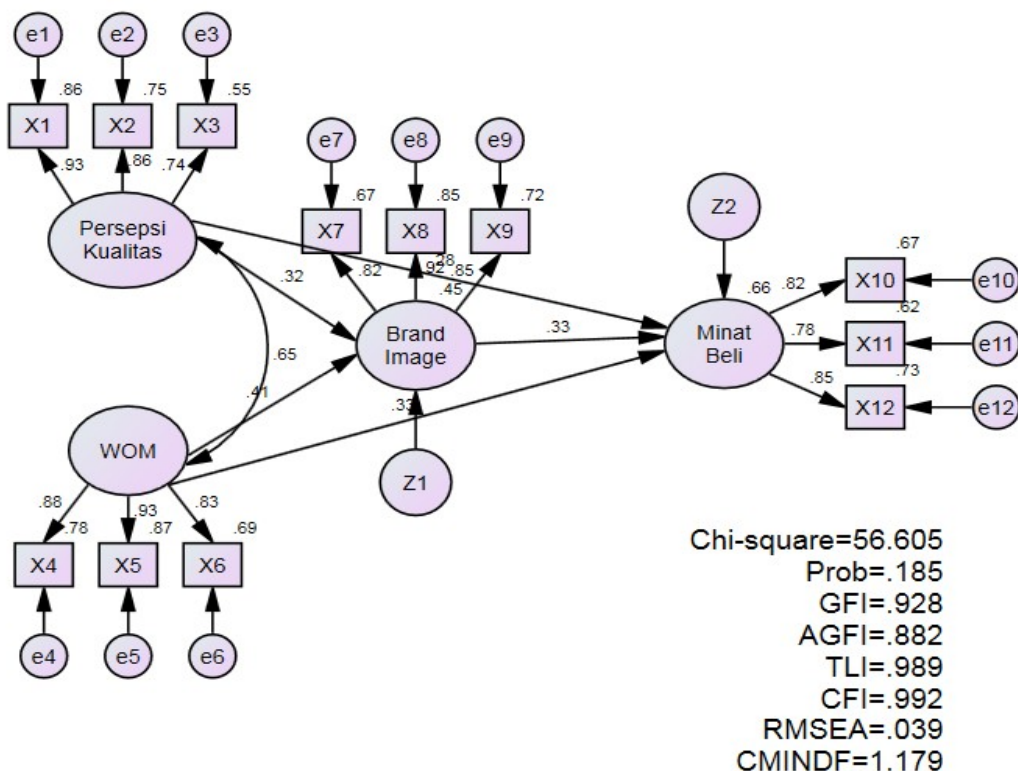 e1
e2
e3
.86
.75
.55
X1
X2
X3
.93
.86
.74
Persepsi
Kualitas
e7
e8
e9
.67
.85
.72
X7
X8
X9
.82
.92
.28
.85
.45
Z2
.32
.65
.41
Brand
Image
.33
.33
Z1
Minat
Beli
.66
.82
.78
.85
.67
X10
e10
.62
X11
e11
.73
X12
e12
WOM
.88
.93
.83
.78
.87
.69
X4
X5
X6
e4
e5
e6
Chi-square=56.605
Prob=.185
GFI=.928
AGFI=.882
TLI=.989
CFI=.992
RMSEA=.039
CMINDF=1.179